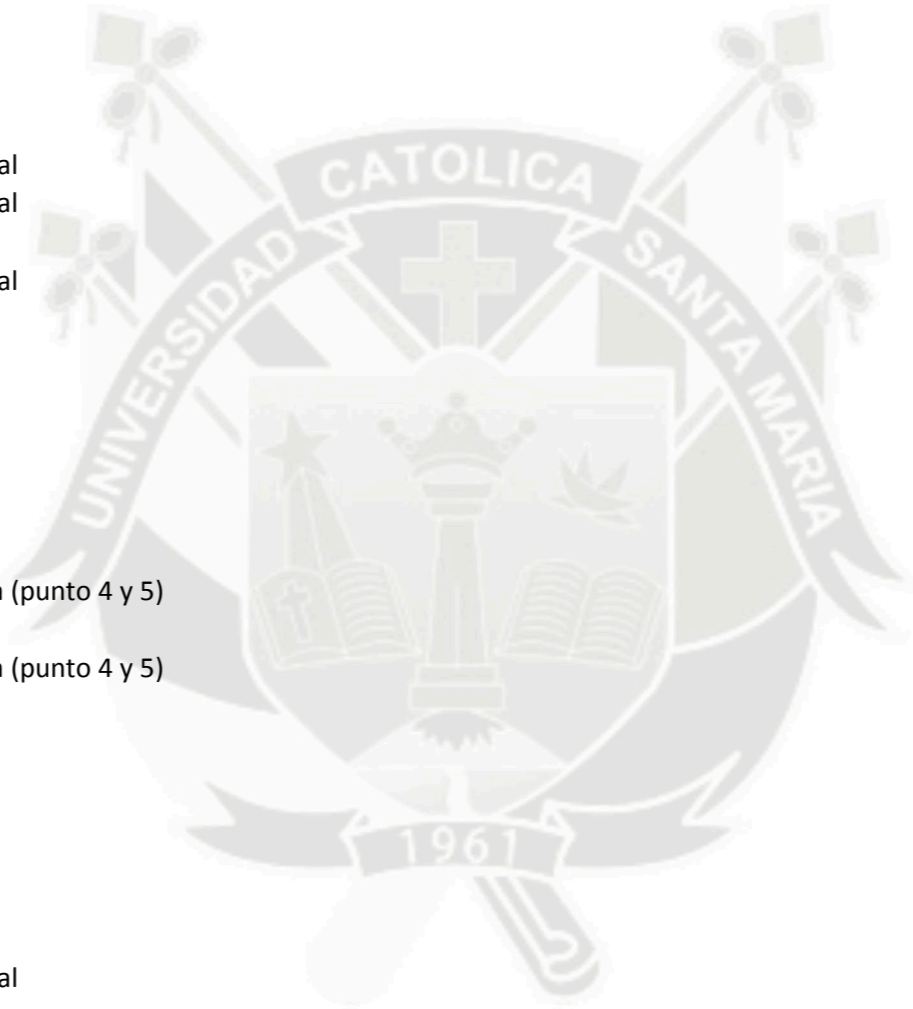 al
al
al
n (punto 4 y 5)
n (punto 4 y 5)
al
UNIVERSIDAD CATOLICA SANTA MARIA
1961